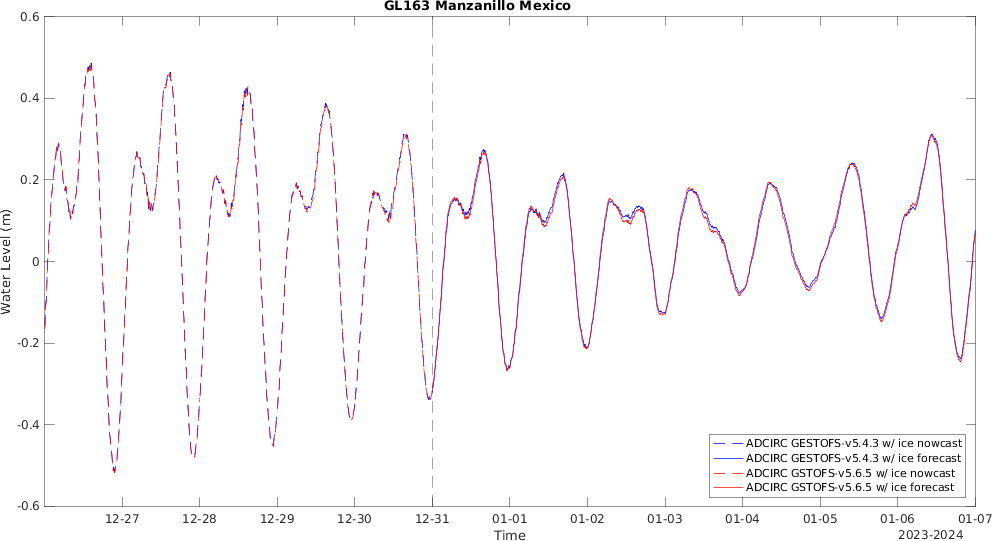 GL163 Manzanillo Mexico
0.6
0.4
0.2
0
-0.2
-0.4
-0.6
Water Level (m)
ADCIRC GESTOFS-v5.4.3 w/ ice nowcast
ADCIRC GESTOFS-v5.4.3 w/ ice forecast
ADCIRC GSTOFS-v5.6.5 w/ ice nowcast
ADCIRC GSTOFS-v5.6.5 w/ ice forecast
12-27 12-28 12-29 12-30 12-31 01-01 01-02 01-03 01-04 01-05 01-06 01-07
Time
2023-2024